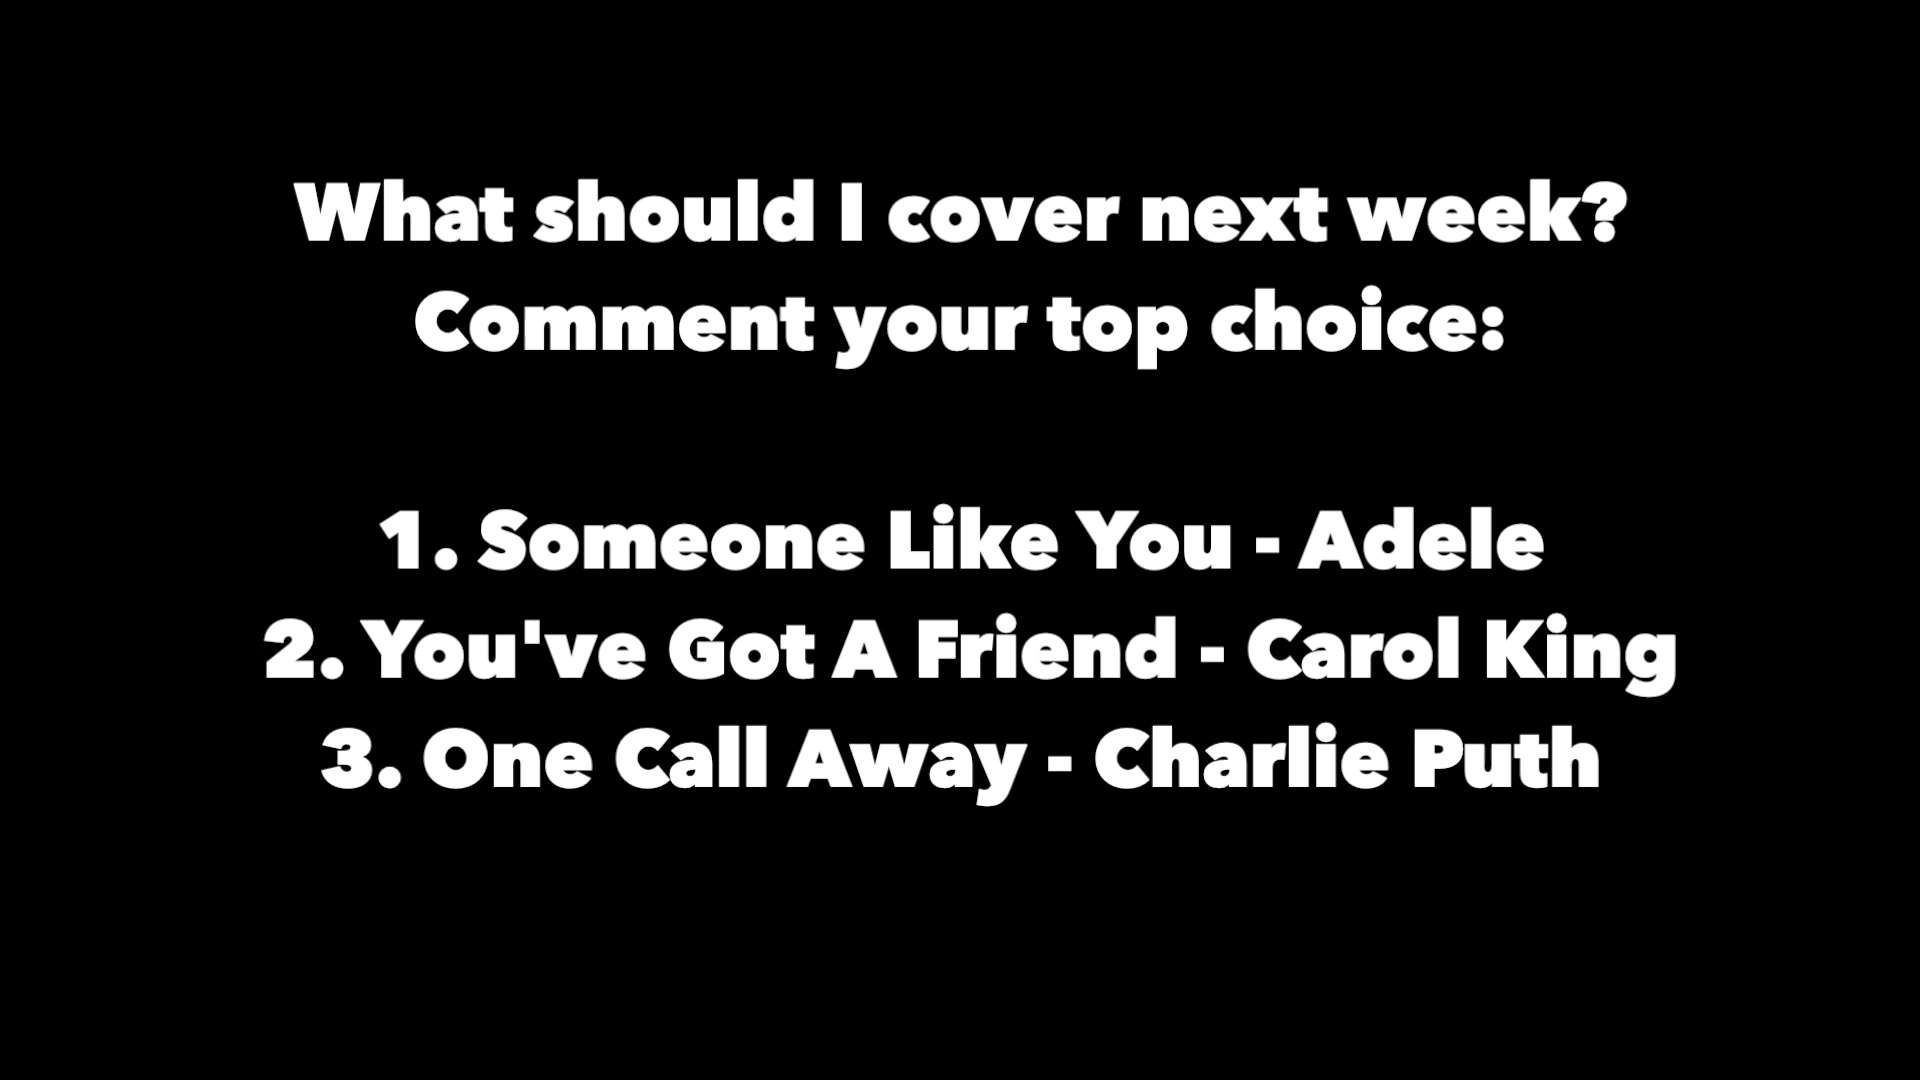 What should I cover next week?
Comment your top choice:
1. Someone Like You - Adele
2. You've Got A Friend - Carol King
3. One Call Away - Charlie Puth